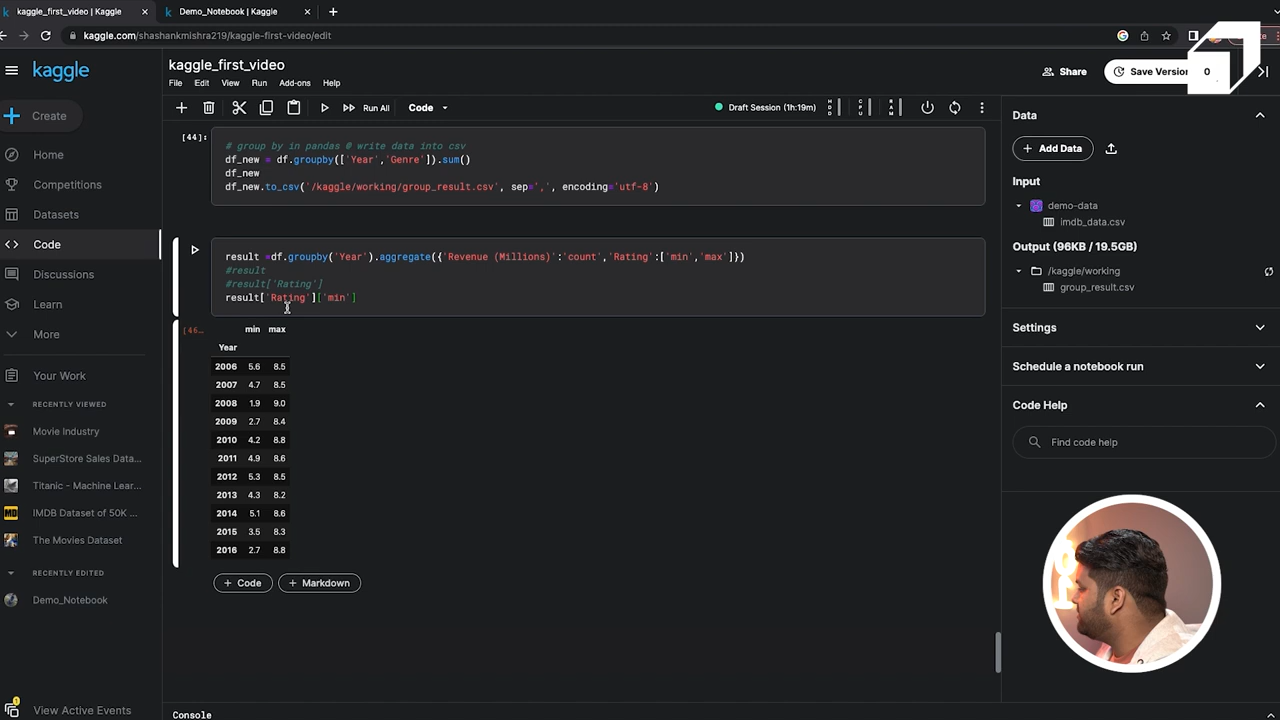 kaggle_first_video | Kaggle
Demo_Notebook | Kaggle
kaggle.com/shashankmishra219/kaggle-first-video/edit
kaggle
kaggle_first_video
File Edit View Run Add-ons Help
Share
Save Version
0
Run All
Code
Draft Session (1h:19m)
Create
Home
Competitions
Datasets
Code
Discussions
Learn
More
Your Work
RECENTLY VIEWED
Movie Industry
SuperStore Sales Data...
Titanic - Machine Lear...
IMDB Dataset of 50K ...
The Movies Dataset
RECENTLY EDITED
Demo_Notebook
View Active Events
[44]:
# group by in pandas @ write data into csv
df_new = df.groupby(['Year','Genre']).sum()
df_new
df_new.to_csv('/kaggle/working/group_result.csv', sep=',', encoding='utf-8')
result =df.groupby('Year').aggregate({'Revenue (Millions)':'count','Rating':['min','max']})
#result
#result['Rating']
result['Rating']['min']
[46...
min max
Year
2006 5.6 8.5
2007 4.7 8.5
2008 1.9 9.0
2009 2.7 8.4
2010 4.2 8.8
2011 4.9 8.6
2012 5.3 8.5
2013 4.3 8.2
2014 5.1 8.6
2015 3.5 8.3
2016 2.7 8.8
+ Code
+ Markdown
Console
Data
+ Add Data
Input
demo-data
imdb_data.csv
Output (96KB / 19.5GB)
/kaggle/working
group_result.csv
Settings
Schedule a notebook run
Code Help
Find code help